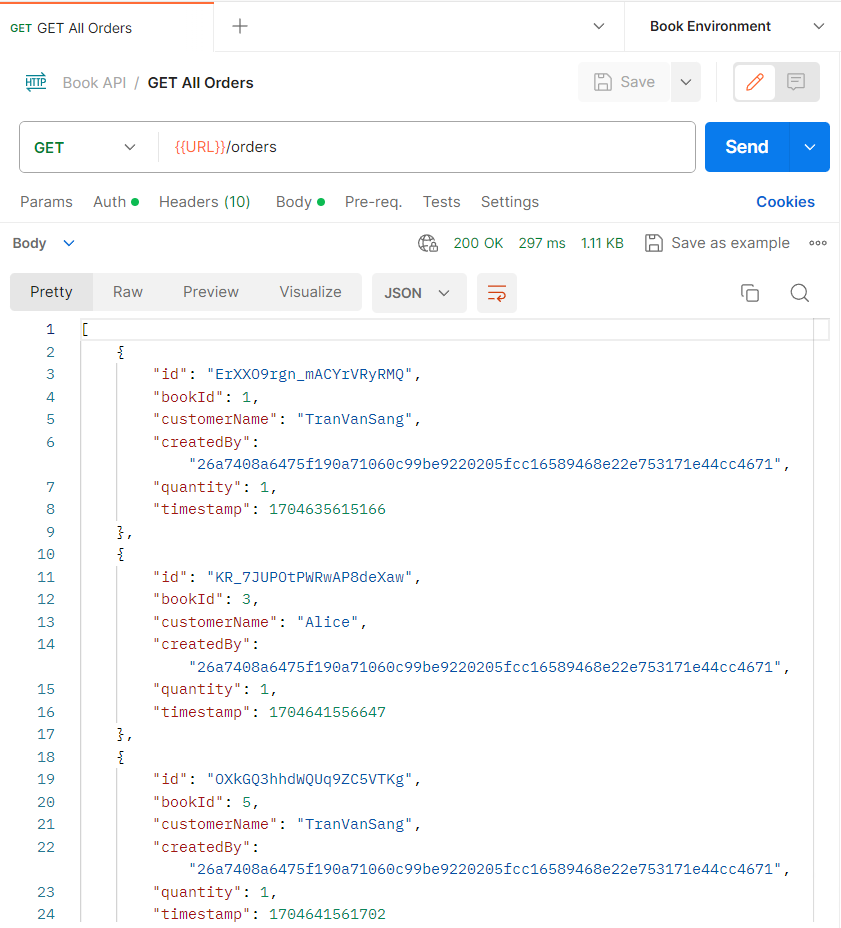 GET GET All Orders
Book Environment
HTTP Book API / GET All Orders
Save
GET {{URL}}/orders
Send
Params Auth Headers (10) Body Pre-req. Tests Settings Cookies
Body 200 OK 297 ms 1.11 KB Save as example
Pretty Raw Preview Visualize JSON
1 [
2 {
3 "id": "ErXXO9rgn_mACYrVRyRMQ",
4 "bookId": 1,
5 "customerName": "TranVanSang",
6 "createdBy":
"26a7408a6475f190a71060c99be9220205fcc16589468e22e753171e44cc4671",
7 "quantity": 1,
8 "timestamp": 1704635615166
9 },
10 {
11 "id": "KR_7JUPOtPWRwAP8deXaw",
12 "bookId": 3,
13 "customerName": "Alice",
14 "createdBy":
"26a7408a6475f190a71060c99be9220205fcc16589468e22e753171e44cc4671",
15 "quantity": 1,
16 "timestamp": 1704641556647
17 },
18 {
19 "id": "OXkGQ3hhdWQUq9ZC5VTKg",
20 "bookId": 5,
21 "customerName": "TranVanSang",
22 "createdBy":
"26a7408a6475f190a71060c99be9220205fcc16589468e22e753171e44cc4671",
23 "quantity": 1,
24 "timestamp": 1704641561702